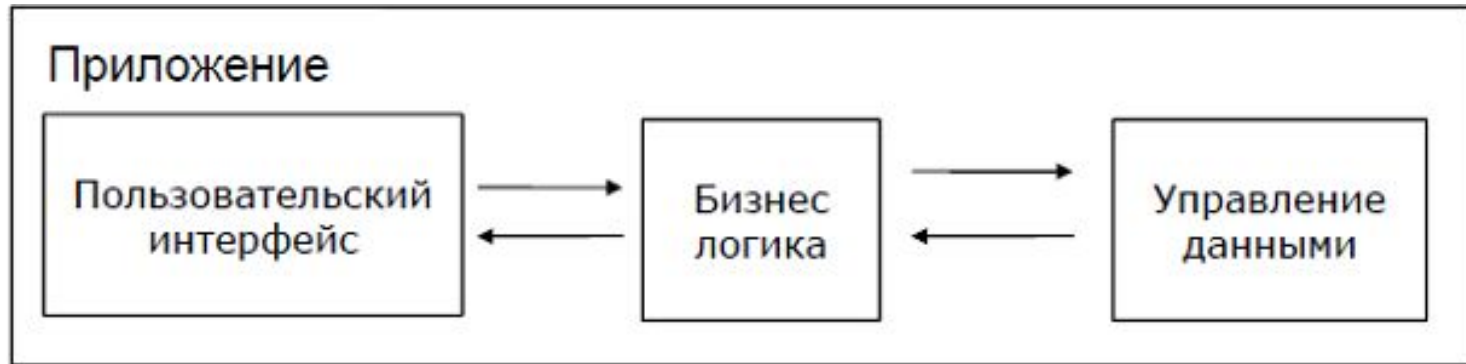 Приложение
Пользовательский
интерфейс
Бизнес
логика
Управление
данными